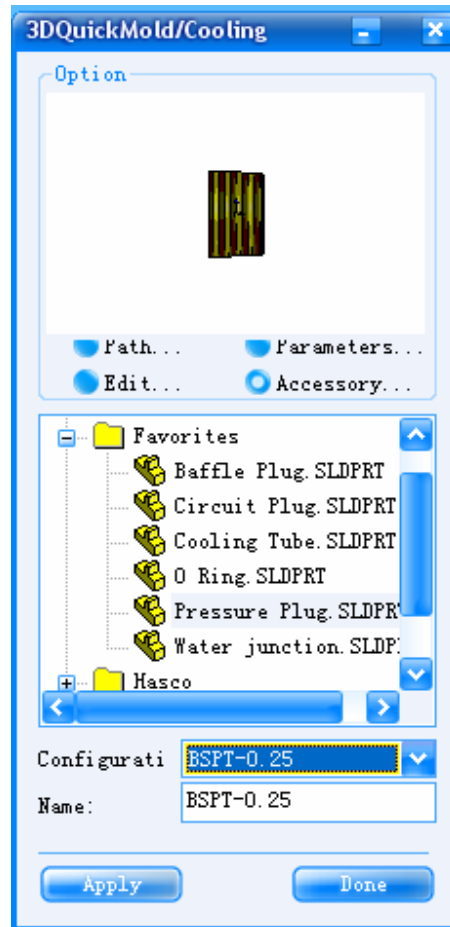 3DQuickMold/Cooling
Option
Path... Parameters...
Edit... Accessory...
Favorites
Baffle Plug.SLDPRT
Circuit Plug.SLDPRT
Cooling Tube.SLDPRT
O Ring.SLDPRT
Pressure Plug.SLDPR
Water junction.SLDP
Hasco
Configurati BSPT-0.25
Name: BSPT-0.25
Apply Done